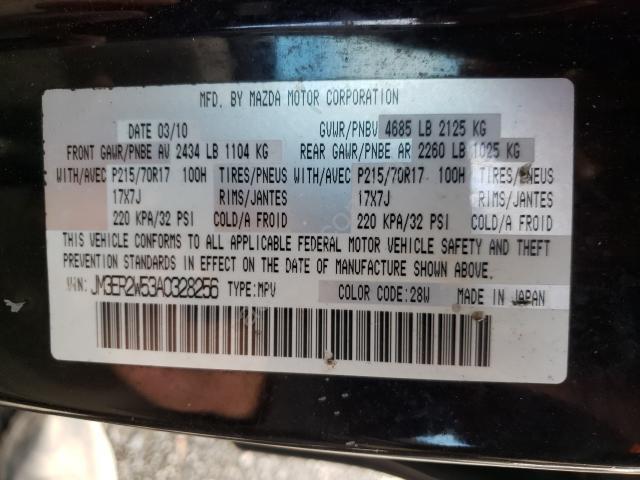 MFD. BY MAZDA MOTOR CORPORATION
DATE 03/10 GVWR/PNBV 4685 LB 2125 KG
FRONT GAWR/PNBE AV 2434 LB 1104 KG REAR GAWR/PNBE AR 2260 LB 1025 KG
WITH/AVEC P215/70R17 100H TIRES/PNEUS WITH/AVEC P215/70R17 100H TIRES/PNEUS
17X7J RIMS/JANTES 17X7J RIMS/JANTES
220 KPA/32 PSI COLD/A FROID 220 KPA/32 PSI COLD/A FROID
THIS VEHICLE CONFORMS TO ALL APPLICABLE FEDERAL MOTOR VEHICLE SAFETY AND THEFT
PREVENTION STANDARDS IN EFFECT ON THE DATE OF MANUFACTURE SHOWN ABOVE.
VIN: JM3ER2W53A0328256 TYPE:MPV COLOR CODE:28W MADE IN JAPAN